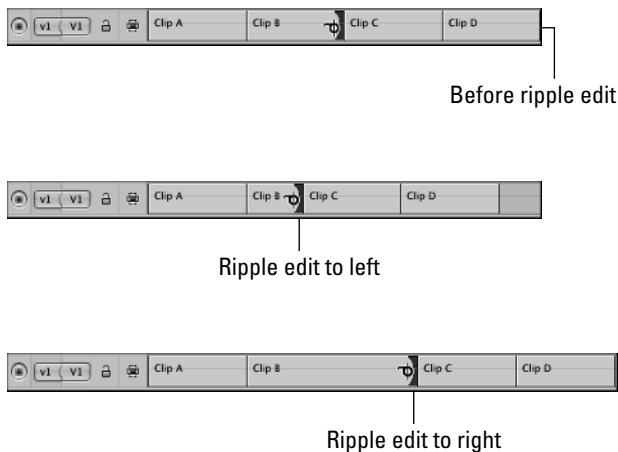 v1 V1 Clip A Clip B Clip C Clip D
Before ripple edit
v1 V1 Clip A Clip B Clip C Clip D
Ripple edit to left
v1 V1 Clip A Clip B Clip C Clip D
Ripple edit to right